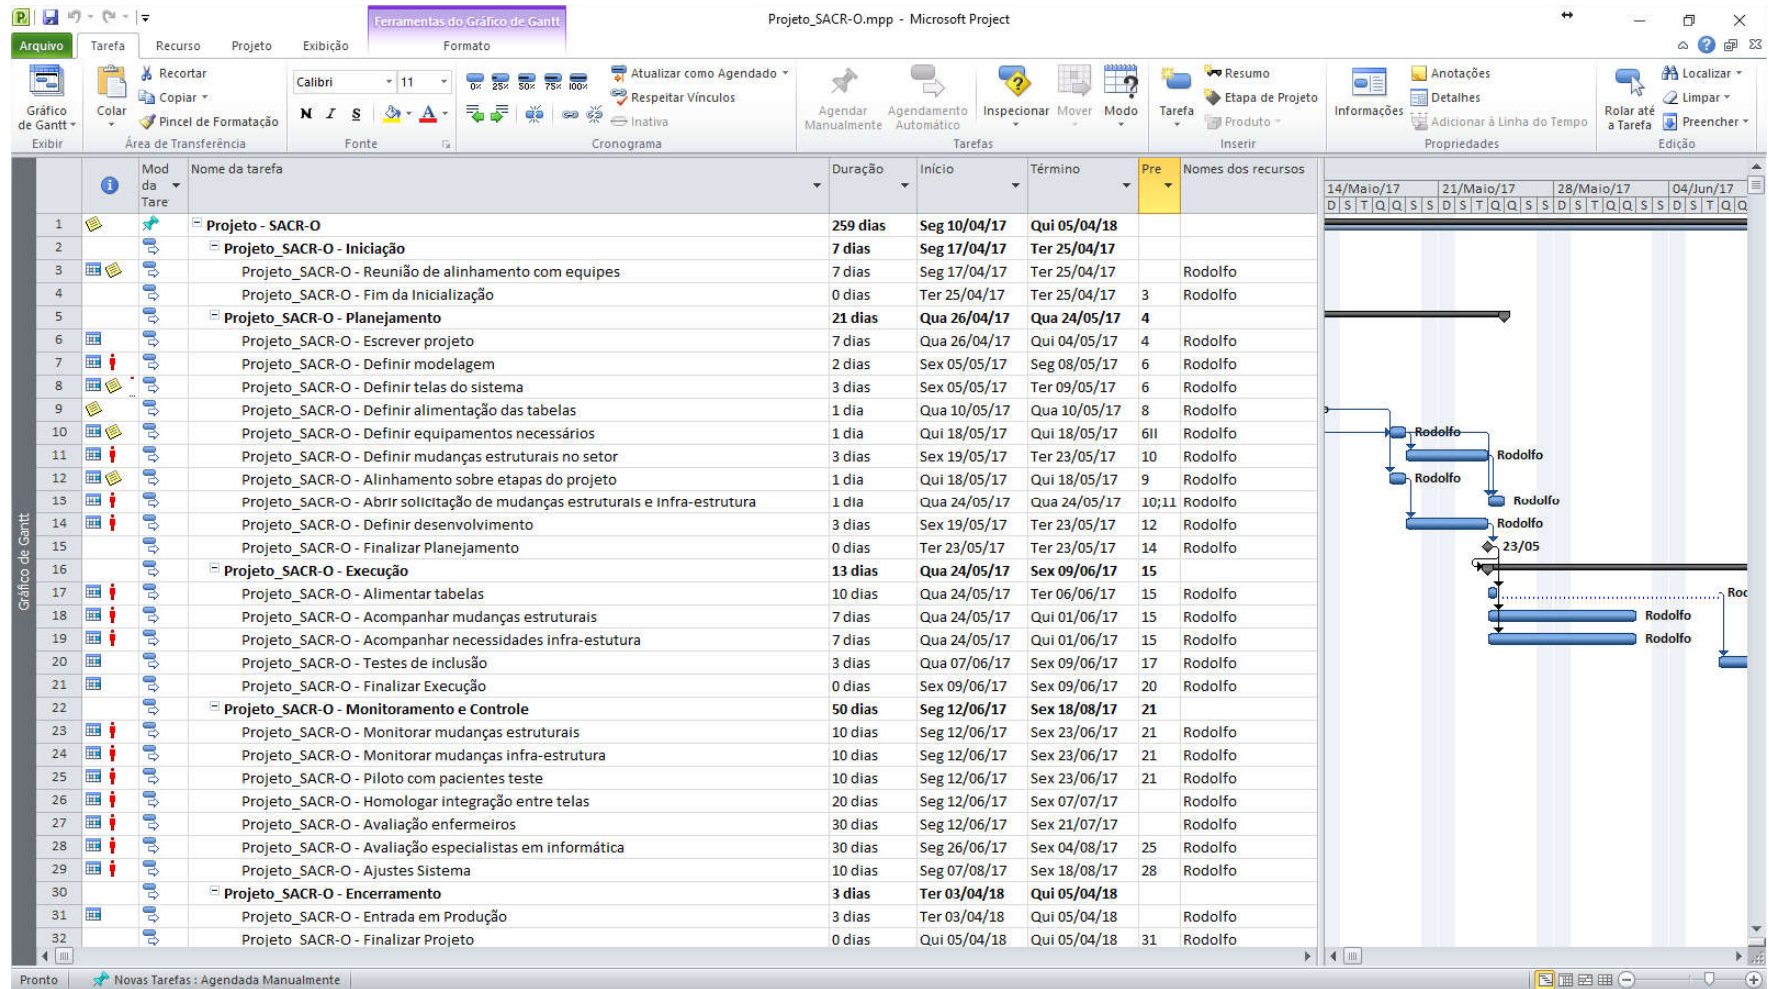 Ferramentas do Gráfico de Gantt
Projeto_SACR-O.mpp - Microsoft Project
Arquivo Tarefa Recurso Projeto Exibição Formato
Gráfico de Gantt
Exibir
Colar
Recortar
Copiar
Pincel de Formatação
Área de Transferência
Calibri 11
N I S
Fonte
0% 25% 50% 75% 100%
Atualizar como Agendado
Respeitar Vínculos
Inativa
Cronograma
Agendar Manualmente
Agendamento Automático
Inspecionar
Mover
Modo
Tarefas
Tarefa
Resumo
Etapa de Projeto
Produto
Inserir
Informações
Anotações
Detalhes
Adicionar à Linha do Tempo
Propriedades
Rolar até a Tarefa
Localizar
Limpar
Preencher
Edição
Mod da Tare Nome da tarefa Duração Início Término Pre Nomes dos recursos
14/Maio/17 21/Maio/17 28/Maio/17 04/Jun/17
D S T Q Q S S D S T Q Q S S D S T Q Q S S D S T Q Q
1 Projeto - SACR-O 259 dias Seg 10/04/17 Qui 05/04/18
2 Projeto_SACR-O - Iniciação 7 dias Seg 17/04/17 Ter 25/04/17
3 Projeto_SACR-O - Reunião de alinhamento com equipes 7 dias Seg 17/04/17 Ter 25/04/17 Rodolfo
4 Projeto_SACR-O - Fim da Inicialização 0 dias Ter 25/04/17 Ter 25/04/17 3 Rodolfo
5 Projeto_SACR-O - Planejamento 21 dias Qua 26/04/17 Qua 24/05/17 4
6 Projeto_SACR-O - Escrever projeto 7 dias Qua 26/04/17 Qui 04/05/17 4 Rodolfo
7 Projeto_SACR-O - Definir modelagem 2 dias Sex 05/05/17 Seg 08/05/17 6 Rodolfo
8 Projeto_SACR-O - Definir telas do sistema 3 dias Sex 05/05/17 Ter 09/05/17 6 Rodolfo
9 Projeto_SACR-O - Definir alimentação das tabelas 1 dia Qua 10/05/17 Qua 10/05/17 8 Rodolfo
10 Projeto_SACR-O - Definir equipamentos necessários 1 dia Qui 18/05/17 Qui 18/05/17 6II Rodolfo Rodolfo
11 Projeto_SACR-O - Definir mudanças estruturais no setor 3 dias Sex 19/05/17 Ter 23/05/17 10 Rodolfo Rodolfo
12 Projeto_SACR-O - Alinhamento sobre etapas do projeto 1 dia Qui 18/05/17 Qui 18/05/17 9 Rodolfo Rodolfo
13 Projeto_SACR-O - Abrir solicitação de mudanças estruturais e infra-estrutura 1 dia Qua 24/05/17 Qua 24/05/17 10;11 Rodolfo Rodolfo
14 Projeto_SACR-O - Definir desenvolvimento 3 dias Sex 19/05/17 Ter 23/05/17 12 Rodolfo Rodolfo
15 Projeto_SACR-O - Finalizar Planejamento 0 dias Ter 23/05/17 Ter 23/05/17 14 Rodolfo 23/05
16 Projeto_SACR-O - Execução 13 dias Qua 24/05/17 Sex 09/06/17 15
17 Projeto_SACR-O - Alimentar tabelas 10 dias Qua 24/05/17 Ter 06/06/17 15 Rodolfo Roc
18 Projeto_SACR-O - Acompanhar mudanças estruturais 7 dias Qua 24/05/17 Qui 01/06/17 15 Rodolfo Rodolfo
19 Projeto_SACR-O - Acompanhar necessidades infra-estutura 7 dias Qua 24/05/17 Qui 01/06/17 15 Rodolfo Rodolfo
20 Projeto_SACR-O - Testes de inclusão 3 dias Qua 07/06/17 Sex 09/06/17 17 Rodolfo
21 Projeto_SACR-O - Finalizar Execução 0 dias Sex 09/06/17 Sex 09/06/17 20 Rodolfo
22 Projeto_SACR-O - Monitoramento e Controle 50 dias Seg 12/06/17 Sex 18/08/17 21
23 Projeto_SACR-O - Monitorar mudanças estruturais 10 dias Seg 12/06/17 Sex 23/06/17 21 Rodolfo
24 Projeto_SACR-O - Monitorar mudanças infra-estrutura 10 dias Seg 12/06/17 Sex 23/06/17 21 Rodolfo
25 Projeto_SACR-O - Piloto com pacientes teste 10 dias Seg 12/06/17 Sex 23/06/17 21 Rodolfo
26 Projeto_SACR-O - Homologar integração entre telas 20 dias Seg 12/06/17 Sex 07/07/17 Rodolfo
27 Projeto_SACR-O - Avaliação enfermeiros 30 dias Seg 12/06/17 Sex 21/07/17 Rodolfo
28 Projeto_SACR-O - Avaliação especialistas em informática 30 dias Seg 26/06/17 Sex 04/08/17 25 Rodolfo
29 Projeto_SACR-O - Ajustes Sistema 10 dias Seg 07/08/17 Sex 18/08/17 28 Rodolfo
30 Projeto_SACR-O - Encerramento 3 dias Ter 03/04/18 Qui 05/04/18
31 Projeto_SACR-O - Entrada em Produção 3 dias Ter 03/04/18 Qui 05/04/18 Rodolfo
32 Projeto_SACR-O - Finalizar Projeto 0 dias Qui 05/04/18 Qui 05/04/18 31 Rodolfo
Gráfico de Gantt
Pronto Novas Tarefas : Agendada Manualmente